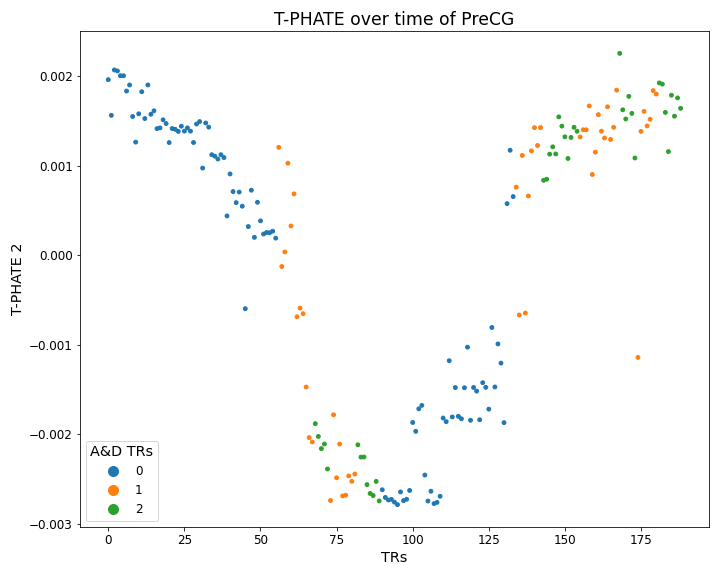 T-PHATE over time of PreCG
T-PHATE 2
0.002
0.001
0.000
−0.001
−0.002
−0.003
A&D TRs
0
1
2
0 25 50 75 100 125 150 175
TRs